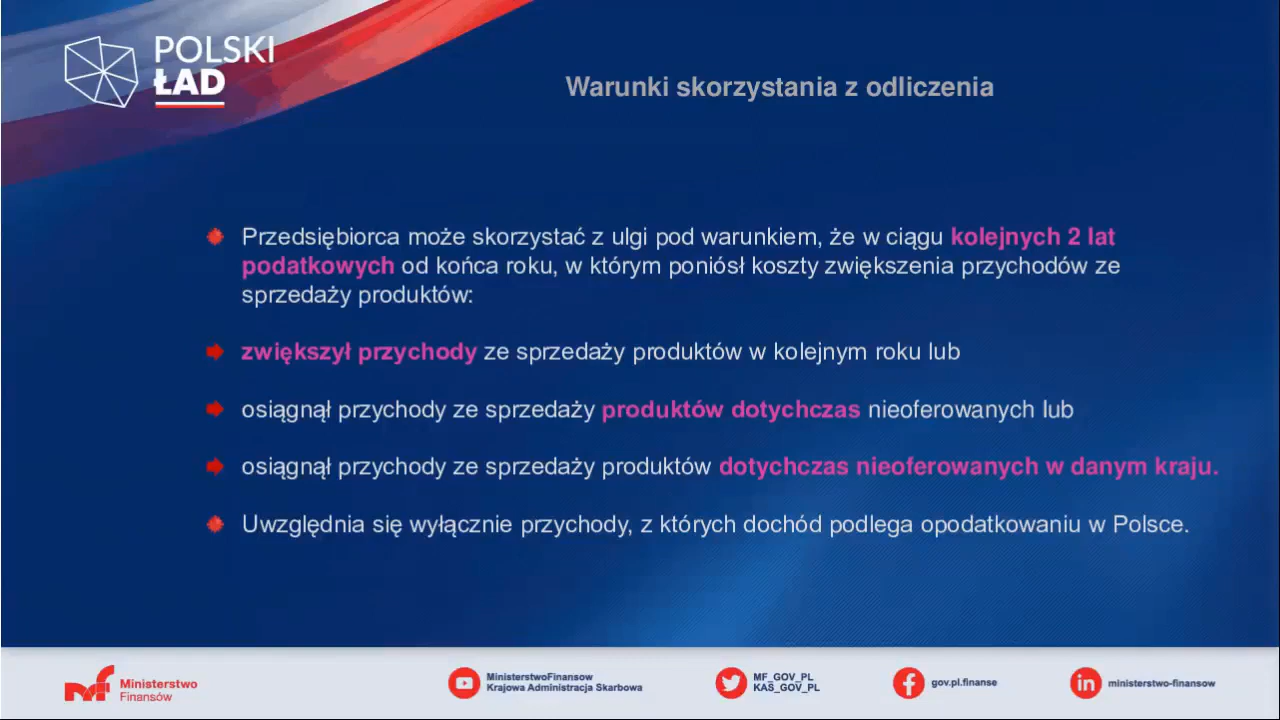 POLSKI
ŁAD
Warunki skorzystania z odliczenia
Przedsiębiorca może skorzystać z ulgi pod warunkiem, że w ciągu kolejnych 2 lat
podatkowych od końca roku, w którym poniósł koszty zwiększenia przychodów ze
sprzedaży produktów:
zwiększył przychody ze sprzedaży produktów w kolejnym roku lub
osiągnął przychody ze sprzedaży produktów dotychczas nieoferowanych lub
osiągnął przychody ze sprzedaży produktów dotychczas nieoferowanych w danym kraju.
Uwzględnia się wyłącznie przychody, z których dochód podlega opodatkowaniu w Polsce.
Ministerstwo
Finansów
MinisterstwoFinansow
Krajowa Administracja Skarbowa
MF_GOV_PL
KAS_GOV_PL
gov.pl.finanse
in
ministerstwo-finansow